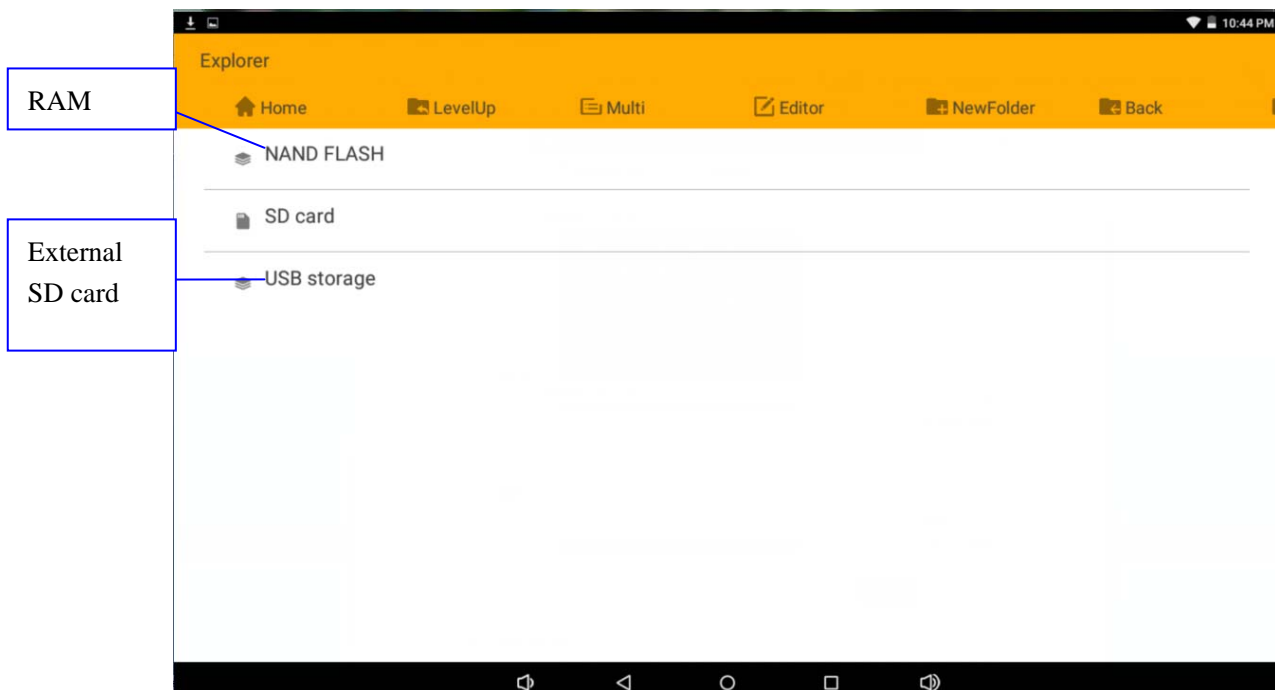 10:44 PM
Explorer
RAM
Home LevelUp Multi Editor NewFolder Back
NAND FLASH
SD card
External
SD card
USB storage